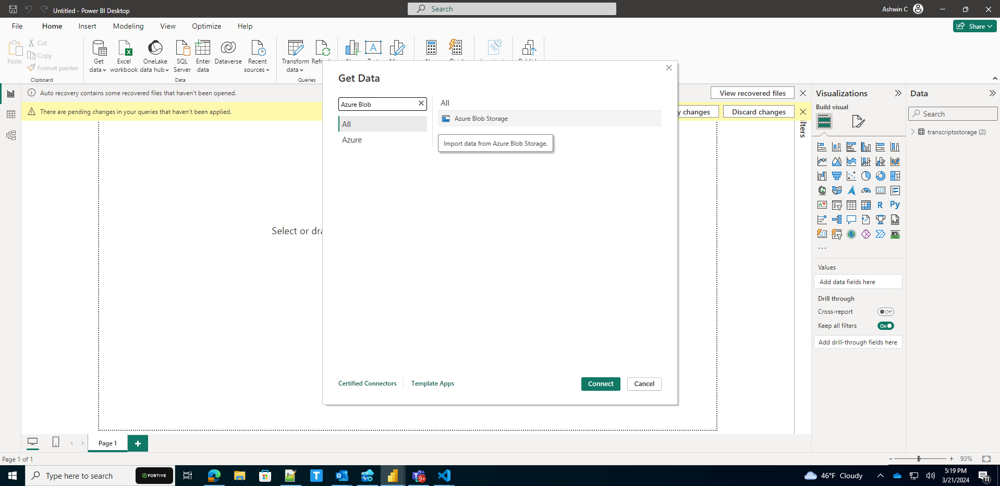 Untitled - Power BI Desktop
Search
Ashwin C
File
Home
Insert
Modeling
View
Optimize
Help
Share
Paste
Cut
Copy
Format painter
Clipboard
Get data
Excel workbook
OneLake data hub
SQL Server
Enter data
Dataverse
Recent sources
Data
Transform data
Queries
Auto recovery contains some recovered files that haven't been opened.
View recovered files
There are pending changes in your queries that haven't been applied.
y changes
Discard changes
Get Data
Azure Blob
All
Azure
All
Azure Blob Storage
Import data from Azure Blob Storage.
Certified Connectors
Template Apps
Connect
Cancel
Select or dra
Visualizations
Build visual
123
R
Py
123
PRO
...
Values
Add data fields here
Drill through
Cross-report
Off
Keep all filters
On
Add drill-through fields here
Data
Search
transcriptsstorage (2)
Page 1
Page 1 of 1
- + 93%
Type here to search
FORTIVE
T
9+
46°F Cloudy
5:19 PM
3/21/2024
11